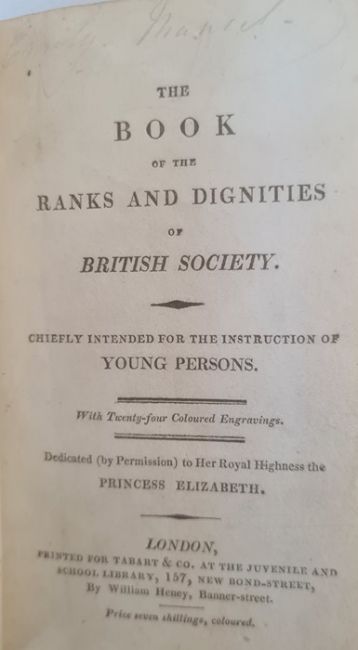 THE
BOOK
OF THE
RANKS AND DIGNITIES
OF
BRITISH SOCIETY.
CHIEFLY INTENDED FOR THE INSTRUCTION OF
YOUNG PERSONS.
With Twenty-four Coloured Engravings.
Dedicated (by Permission) to Her Royal Highness the
PRINCESS ELIZABETH.
LONDON,
PRINTED FOR TABART & CO. AT THE JUVENILE AND
SCHOOL LIBRARY, 157, NEW BOND-STREET,
By William Heney, Banner-street.
Price seven shillings, coloured.